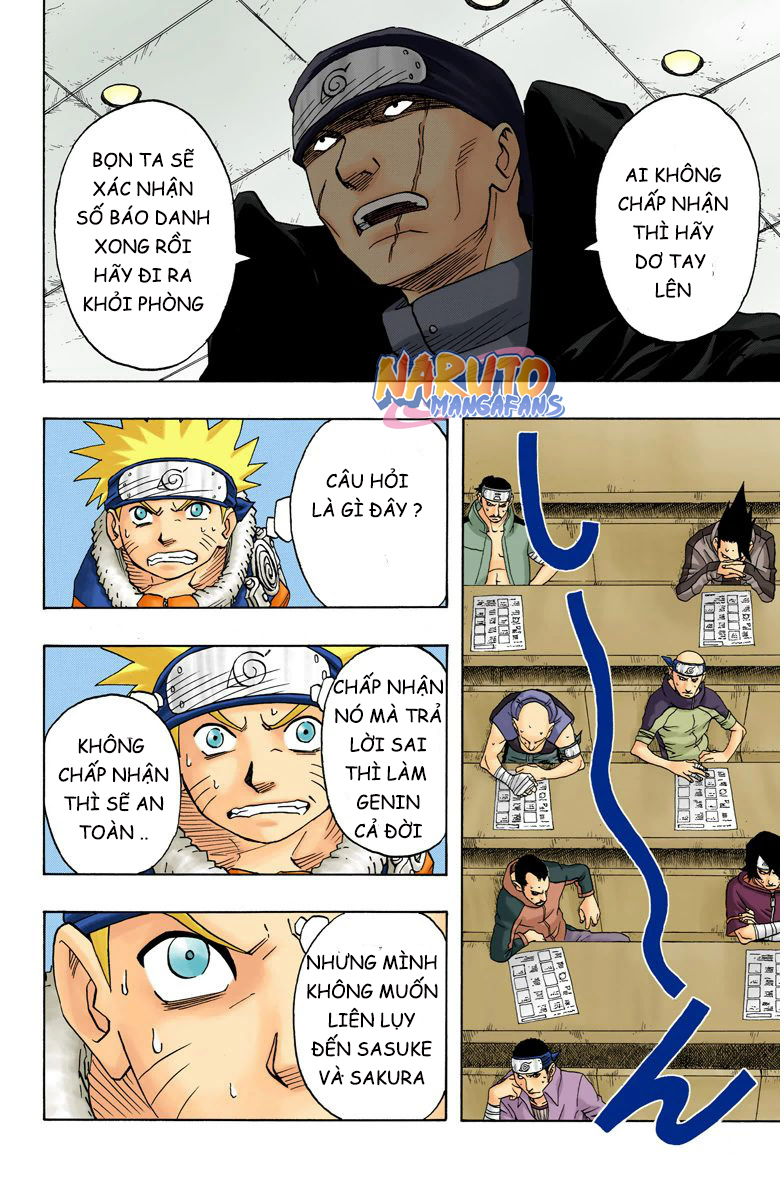 AI KHÔNG
CHẤP NHẬN
THÌ HÃY
DƠ TAY
LÊN
BỌN TA SẼ
XÁC NHẬN
SỐ BÁO DANH
XONG RỒI
HÃY ĐI RA
KHỎI PHÒNG
NARUTO
MANGAFANS
し
ーん
CÂU HỎI
LÀ GÌ ĐÂY ?
CHẤP NHẬN
NÓ MÀ TRẢ
LỜI SAI
THÌ LÀM
GENIN
CẢ ĐỜI
KHÔNG
CHẤP NHẬN
THÌ SẼ AN
TOÀN ..
NHƯNG MÌNH
KHÔNG MUỐN
LIÊN LỤY
ĐẾN SASUKE
VÀ SAKURA